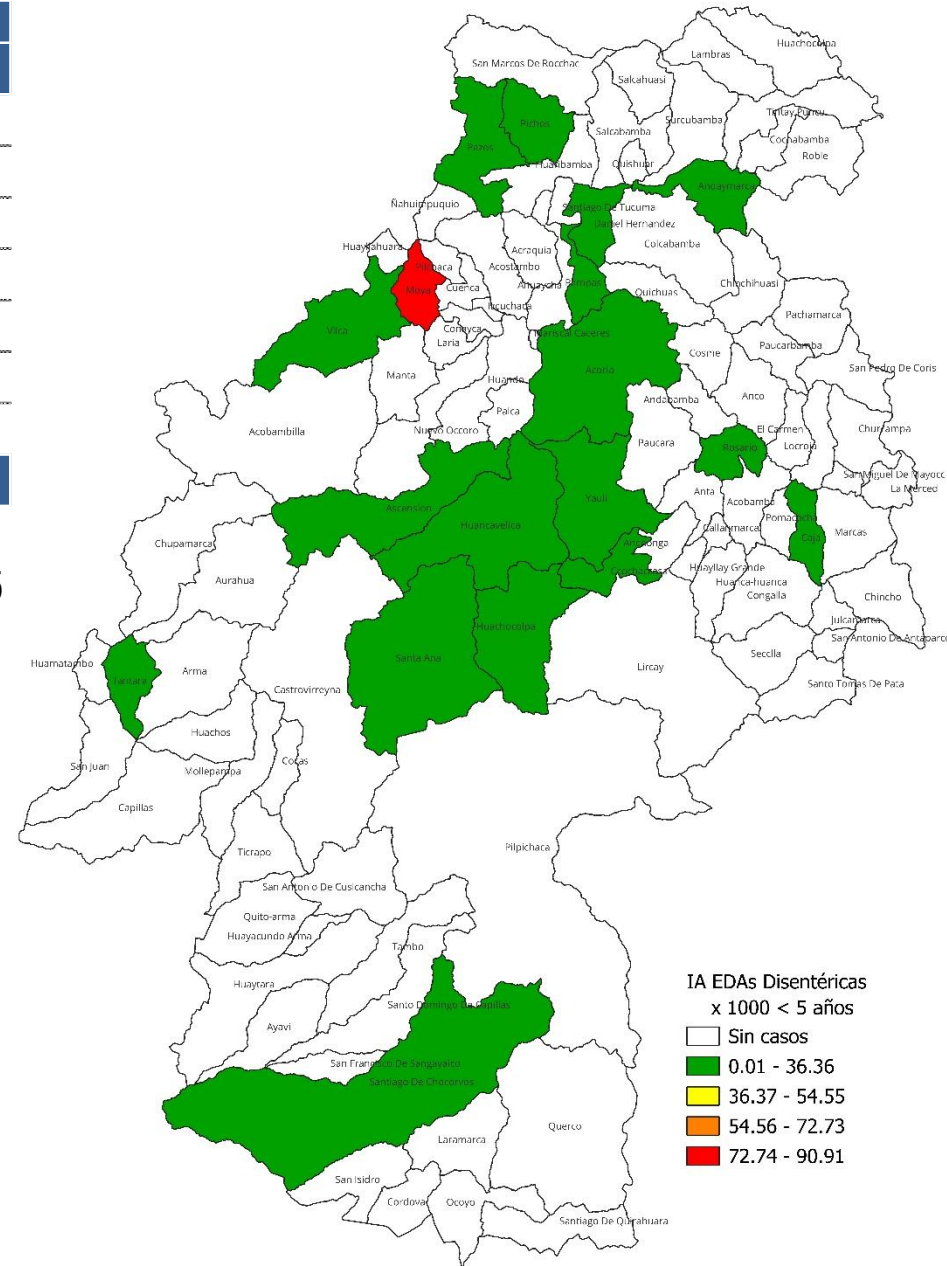 San Marcos De Rocchac
Lambras
Huachocolpa
Salcahuasi
Surcubamba
Tintay Puncu
Cochabamba
Roble
Salcabamba
Quishuar
Pichos
Pazos
Huaribamba
Andaymarca
Ñahuimpuquio
Santiago De Tucuma
Daniel Hernandez
Colcabamba
Huayllahuara
Acraquia
Acostambo
Ahuaycha
Pampas
Pilchaca
Moya
Cuenca
Izcuchaca
Quichuas
Chinchihuasi
Pachamarca
Vilca
Conayca
Laria
Mariscal Caceres
Cosme
Paucarbamba
San Pedro De Coris
Manta
Huando
Acoria
Andabamba
Anco
Palca
Acobambilla
Nuevo Occoro
Paucara
El Carmen
Rosario
Locroja
Churcampa
San Miguel De Mayocc
La Merced
Ascension
Huancavelica
Yauli
Anta
Acobamba
Pomacocha
Caja
Marcas
Callanmarca
Anchonga
Ccochaccasa
Huayllay Grande
Huanca-huanca
Congalla
Chincho
Julcamarca
San Antonio De Antaparco
Secclla
Santo Tomas De Pata
Lircay
Chupamarca
Aurahua
Huachocolpa
Santa Ana
Huamatambo
Tantara
Arma
Castrovirreyna
Huachos
San Juan
Mollepampa
Cocas
Capillas
Ticrapo
Pilpichaca
San Antonio De Cusicancha
Quito-arma
Huayacundo Arma
Tambo
Huaytara
Santo Domingo De Capillas
Ayavi
San Francisco De Sangayaico
Santiago De Chocorvos
Querco
Laramarca
San Isidro
Cordova
Ocoyo
Santiago De Quirahuara
IA EDAs Disentéricas
x 1000 < 5 años
Sin casos
0.01 - 36.36
36.37 - 54.55
54.56 - 72.73
72.74 - 90.91